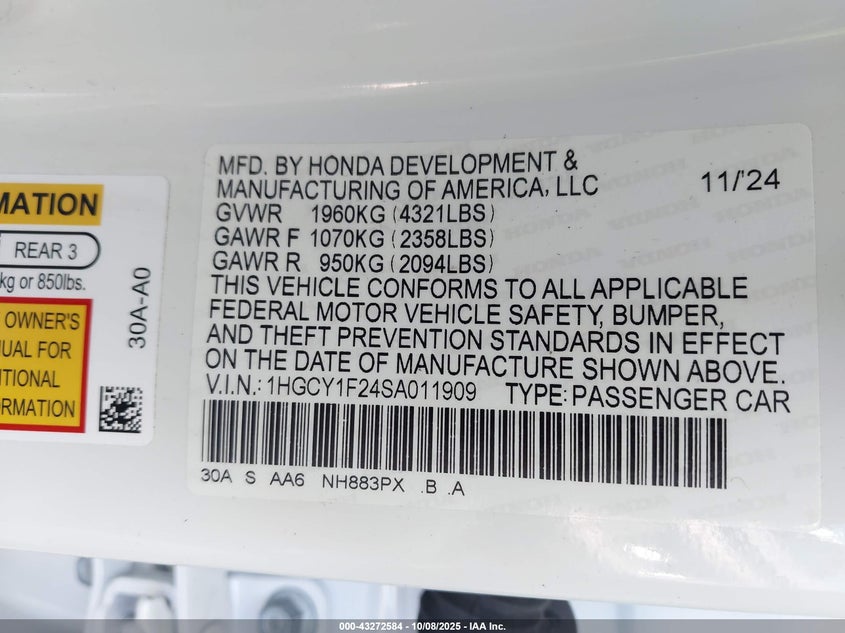 MATION
REAR 3
kg or 850lbs.
OWNER'S
FOR
30A-A0
MFD. BY HONDA DEVELOPMENT &
MANUFACTURING OF AMERICA, LLC 11/'24
GVWR 1960KG (4321LBS)
GAWR F 1070KG (2358LBS)
GAWR R 950KG (2094LBS)
THIS VEHICLE CONFORMS TO ALL APPLICABLE
FEDERAL MOTOR VEHICLE SAFETY, BUMPER,
AND THEFT PREVENTION STANDARDS IN EFFECT
ON THE DATE OF MANUFACTURE SHOWN ABOVE.
V.I.N.: 1HGCY1F24SA011909 TYPE: PASSENGER CAR
30A S AA6 NH883PX .B .A
000-43272584 - 10/08/2025 - IAA Inc.